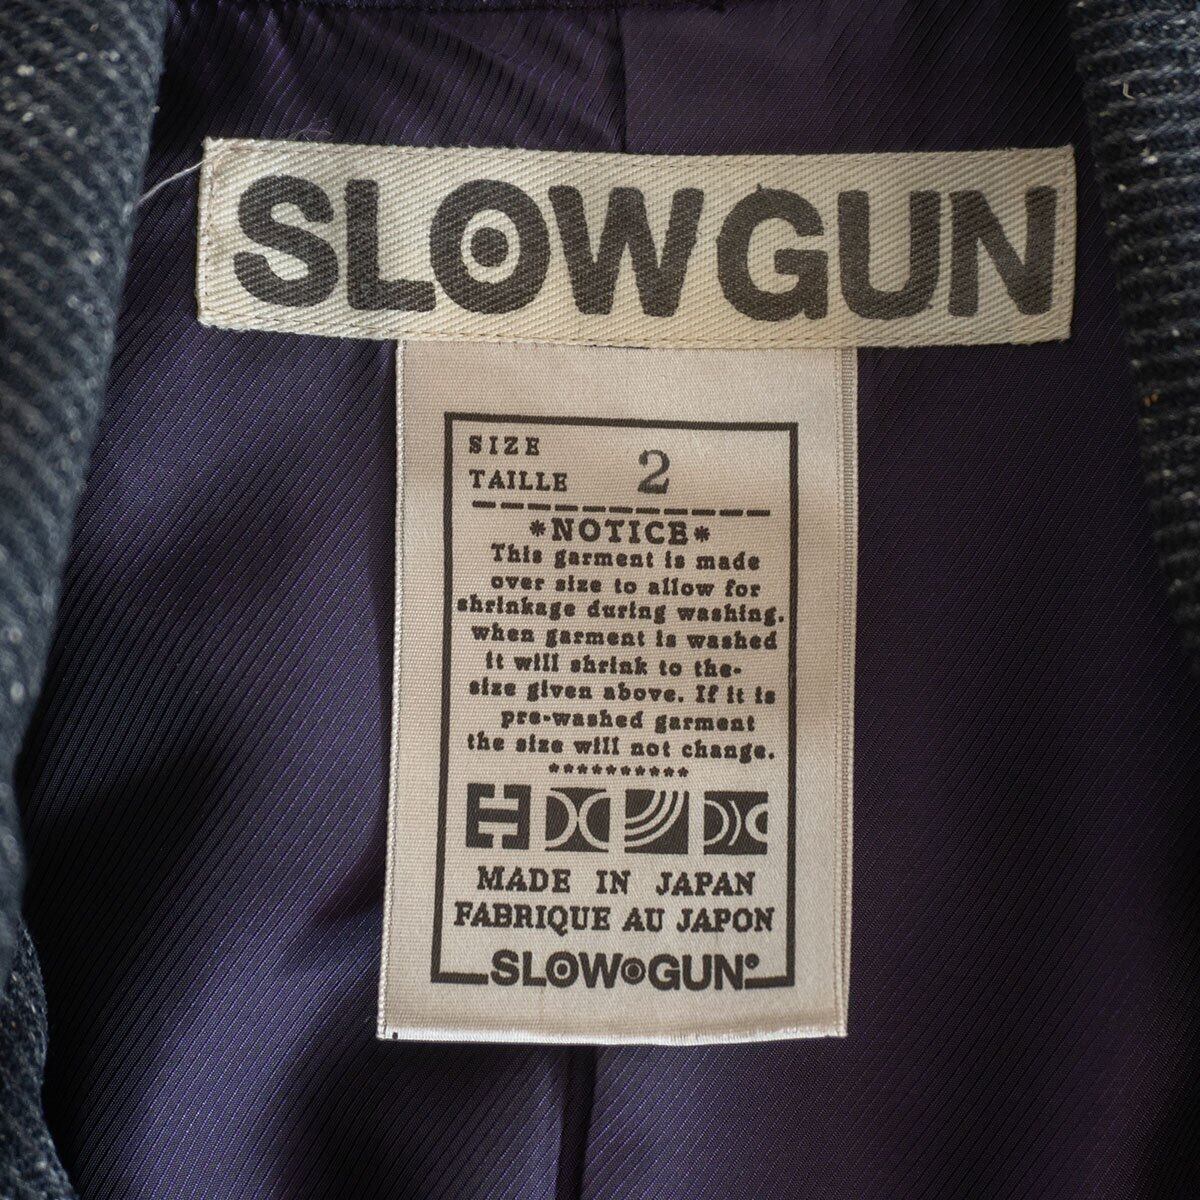 SLOWGUN
SIZE
TAILLE 2
*NOTICE*
This garment is made
over size to allow for
shrinkage during washing.
when garment is washed
it will shrink to the-
size given above. If it is
pre-washed garment
the size will not change.
**********
MADE IN JAPAN
FABRIQUE AU JAPON
SLOW GUN